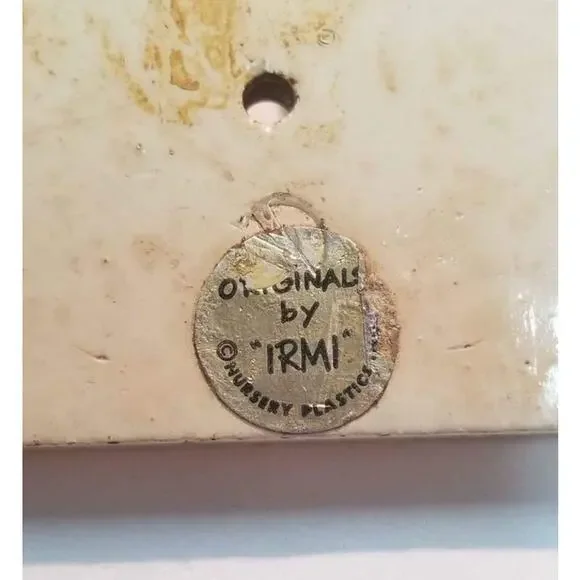 ORIGINALS
by
"IRMI"
© NURSERY PLASTICS